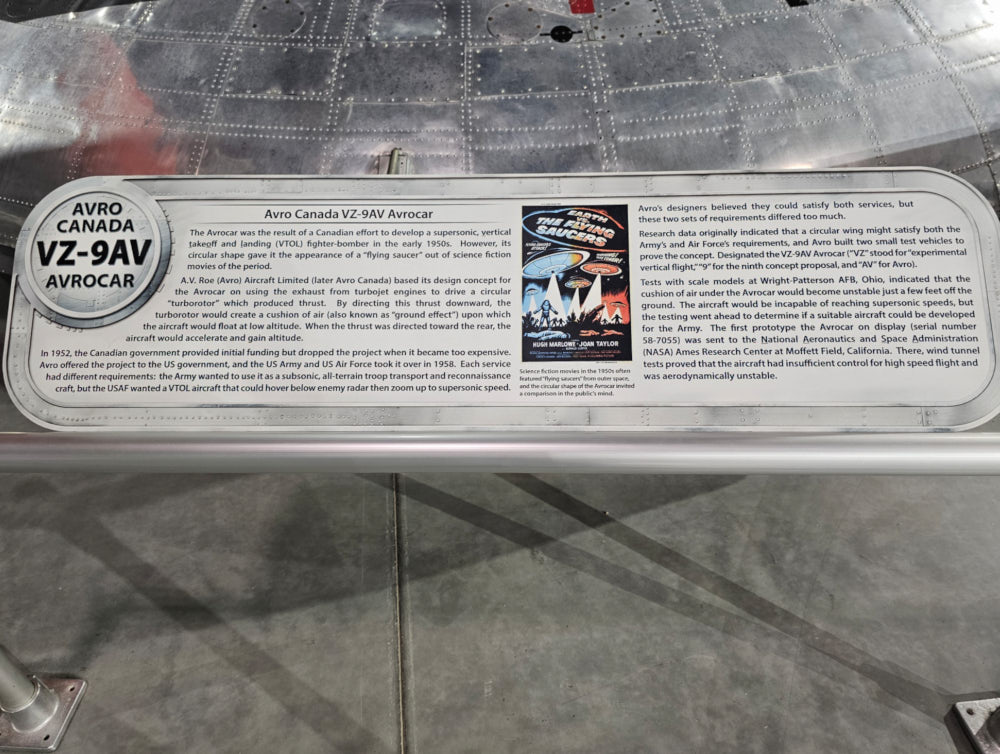 AVRO
CANADA
VZ-9AV
AVROCAR
Avro Canada VZ-9AV Avrocar
The Avrocar was the result of a Canadian effort to develop a supersonic, vertical
takeoff and landing (VTOL) fighter-bomber in the early 1950s. However, its
circular shape gave it the appearance of a "flying saucer" out of science fiction
movies of the period.
A.V. Roe (Avro) Aircraft Limited (later Avro Canada) based its design concept for
the Avrocar on using the exhaust from turbojet engines to drive a circular
"turborotor" which produced thrust. By directing this thrust downward, the
turborotor would create a cushion of air (also known as "ground effect") upon which
the aircraft would float at low altitude. When the thrust was directed toward the rear, the
aircraft would accelerate and gain altitude.
In 1952, the Canadian government provided initial funding but dropped the project when it became too expensive.
Avro offered the project to the US government, and the US Army and US Air Force took it over in 1958. Each service
had different requirements: the Army wanted to use it as a subsonic, all-terrain troop transport and reconnaissance
craft, but the USAF wanted a VTOL aircraft that could hover below enemy radar then zoom up to supersonic speed.
EARTH
VS.
THE FLYING
SAUCERS
HUGH MARLOWE · JOAN TAYLOR
Science fiction movies in the 1950s often
featured "flying saucers" from outer space,
and the circular shape of the Avrocar invited
a comparison in the public's mind.
Avro's designers believed they could satisfy both services, but
these two sets of requirements differed too much.
Research data originally indicated that a circular wing might satisfy both the
Army's and Air Force's requirements, and Avro built two small test vehicles to
prove the concept. Designated the VZ-9AV Avrocar ("VZ" stood for "experimental
vertical flight," "9" for the ninth concept proposal, and "AV" for Avro).
Tests with scale models at Wright-Patterson AFB, Ohio, indicated that the
cushion of air under the Avrocar would become unstable just a few feet off the
ground. The aircraft would be incapable of reaching supersonic speeds, but
the testing went ahead to determine if a suitable aircraft could be developed
for the Army. The first prototype the Avrocar on display (serial number
58-7055) was sent to the National Aeronautics and Space Administration
(NASA) Ames Research Center at Moffett Field, California. There, wind tunnel
tests proved that the aircraft had insufficient control for high speed flight and
was aerodynamically unstable.